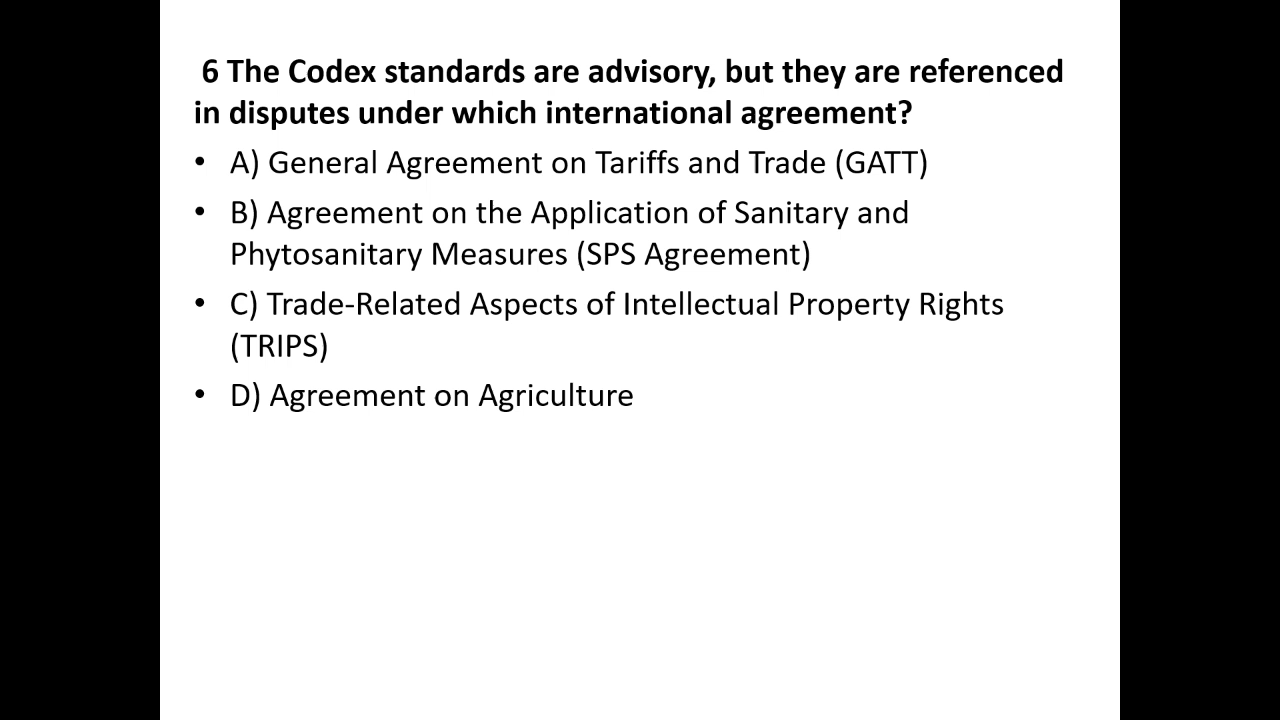 6 The Codex standards are advisory, but they are referenced
in disputes under which international agreement?
• A) General Agreement on Tariffs and Trade (GATT)
• B) Agreement on the Application of Sanitary and
Phytosanitary Measures (SPS Agreement)
• C) Trade-Related Aspects of Intellectual Property Rights
(TRIPS)
• D) Agreement on Agriculture